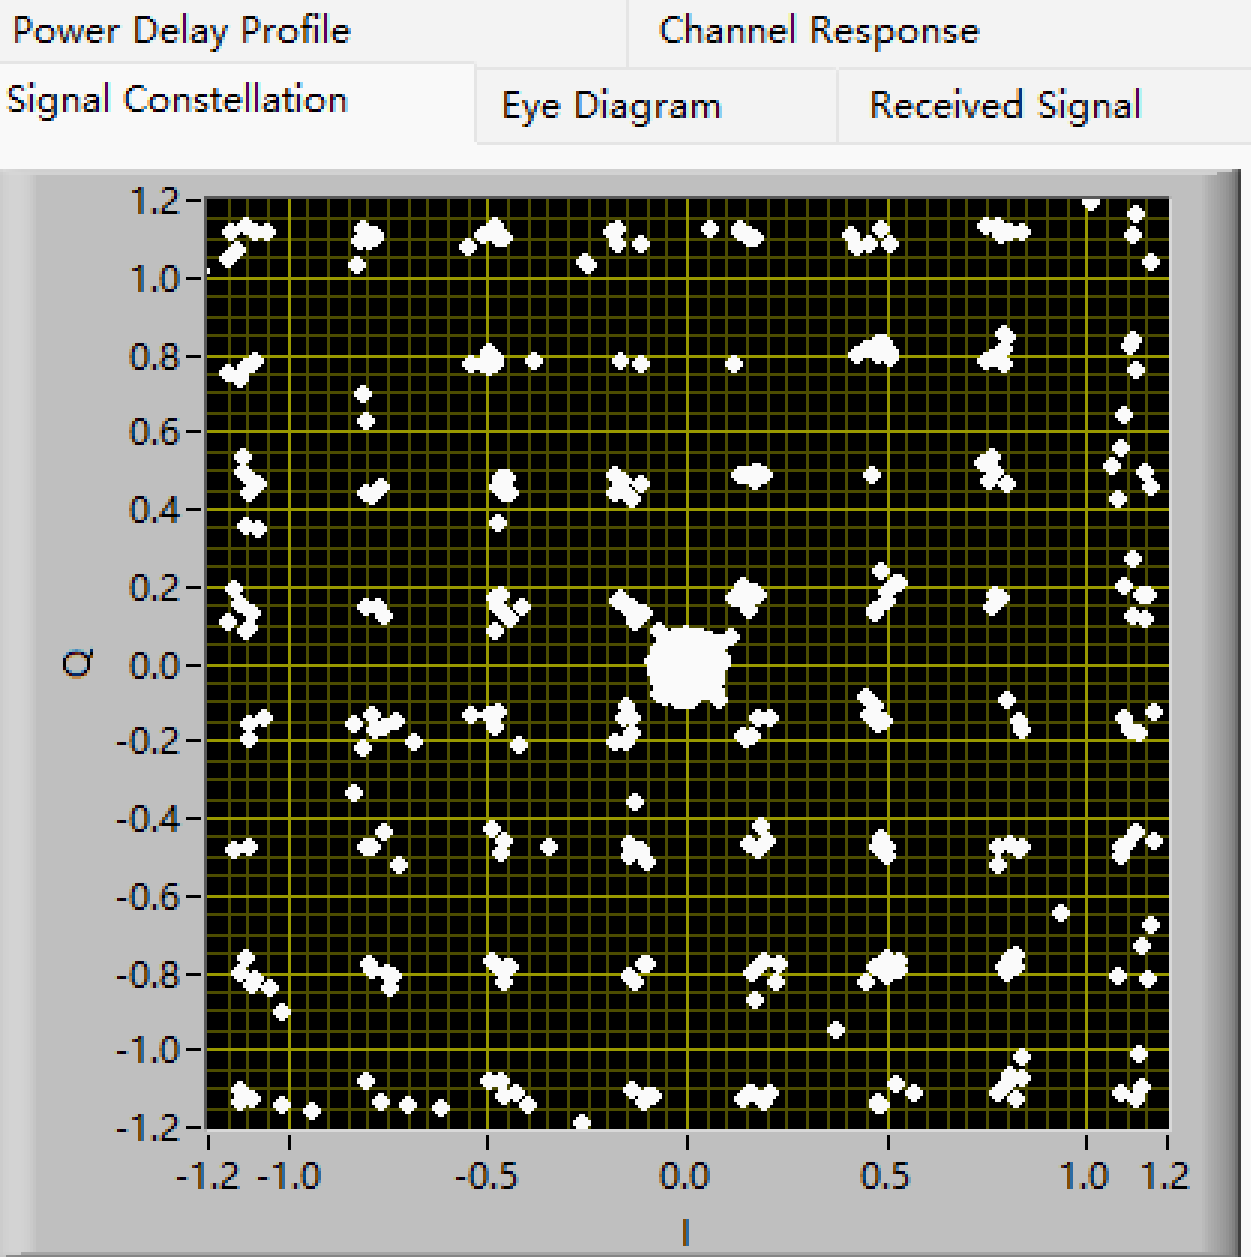 Power Delay Profile
Channel Response
Signal Constellation
Eye Diagram
Received Signal
1.2
1.0
0.8
0.6
0.4
0.2
0.0
-0.2
-0.4
-0.6
-0.8
-1.0
-1.2
Q
-1.2 -1.0 -0.5 0.0 0.5 1.0 1.2
I